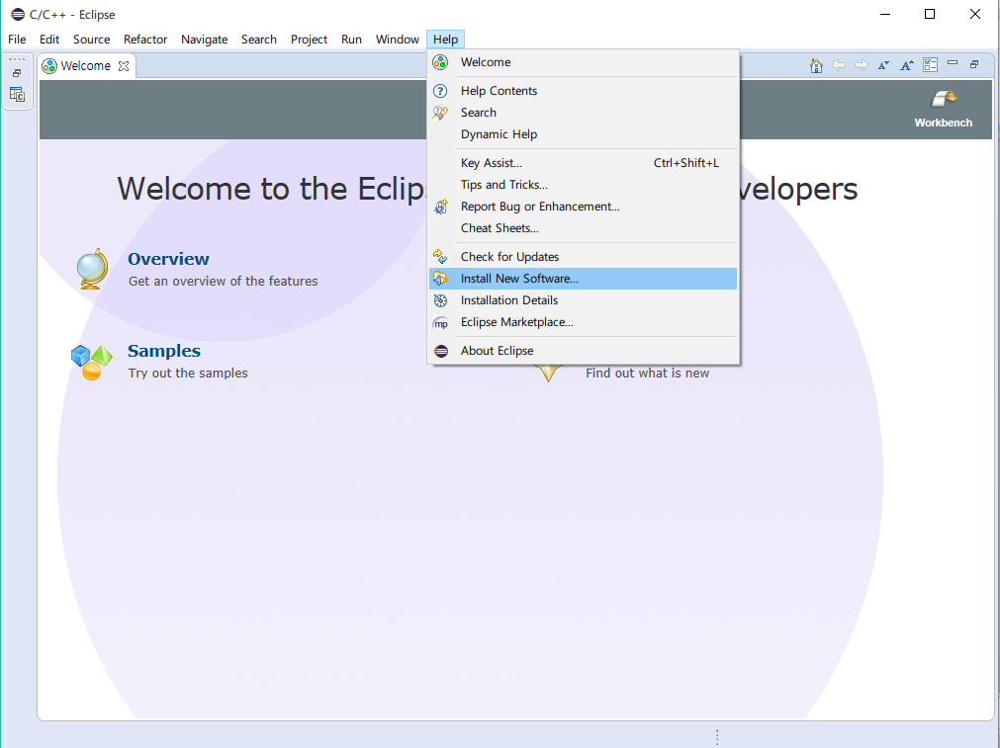 C/C++ - Eclipse
File Edit Source Refactor Navigate Search Project Run Window Help
Welcome
Welcome
Help Contents
Search
Dynamic Help
Key Assist... Ctrl+Shift+L
Tips and Tricks...
Report Bug or Enhancement...
Cheat Sheets...
Check for Updates
Install New Software...
Installation Details
mp Eclipse Marketplace...
About Eclipse
Workbench
Welcome to the Eclip velopers
Overview
Get an overview of the features
Samples
Try out the samples
Find out what is new